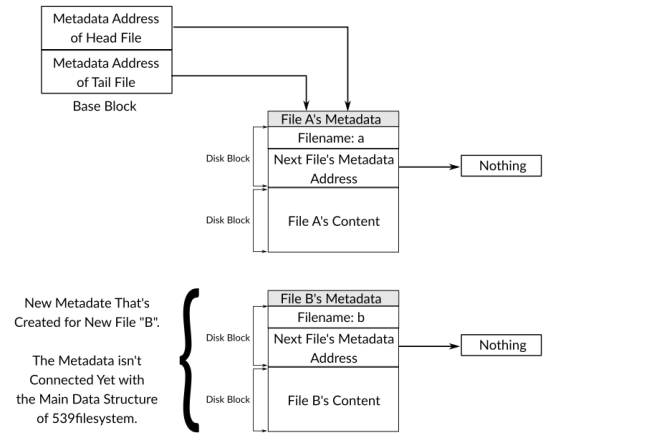 Metadata Address
of Head File
Metadata Address
of Tail File
Base Block
File A's Metadata
Filename: a
Disk Block
Next File's Metadata
Address
Nothing
Disk Block
File A's Content
New Metadate That's
Created for New File "B".
The Metadata isn't
Connected Yet with
the Main Data Structure
of 539filesystem.
File B's Metadata
Filename: b
Disk Block
Next File's Metadata
Address
Nothing
Disk Block
File B's Content